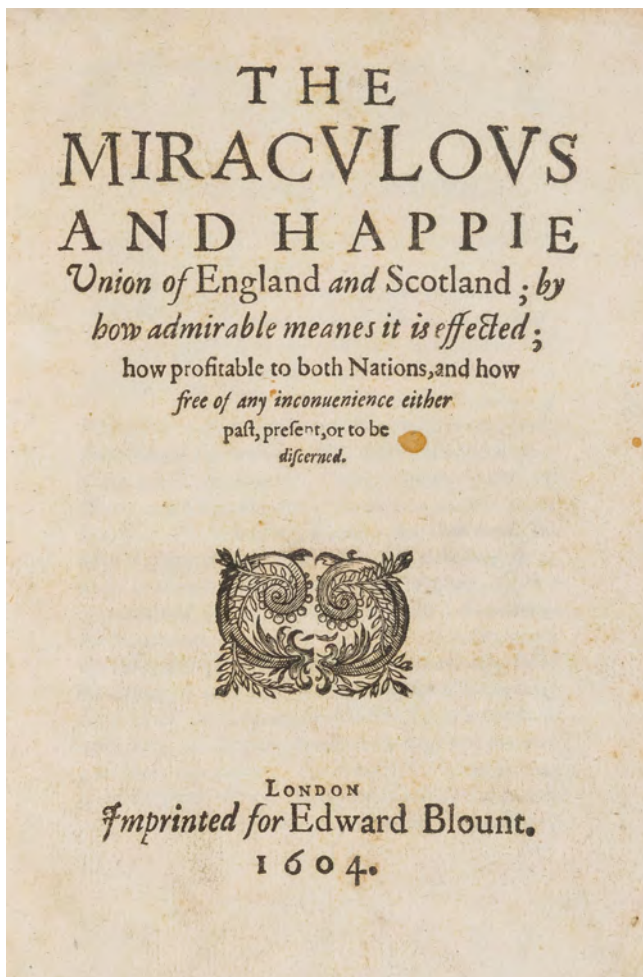 THE
MIRACVLOVS
AND HAPPIE
Union of England and Scotland; by
how admirable meanes it is effected;
how profitable to both Nations, and how
free of any inconuenience either
paſt, preſent, or to be
diſcerned.
LONDON
Imprinted for Edward Blount.
1604.